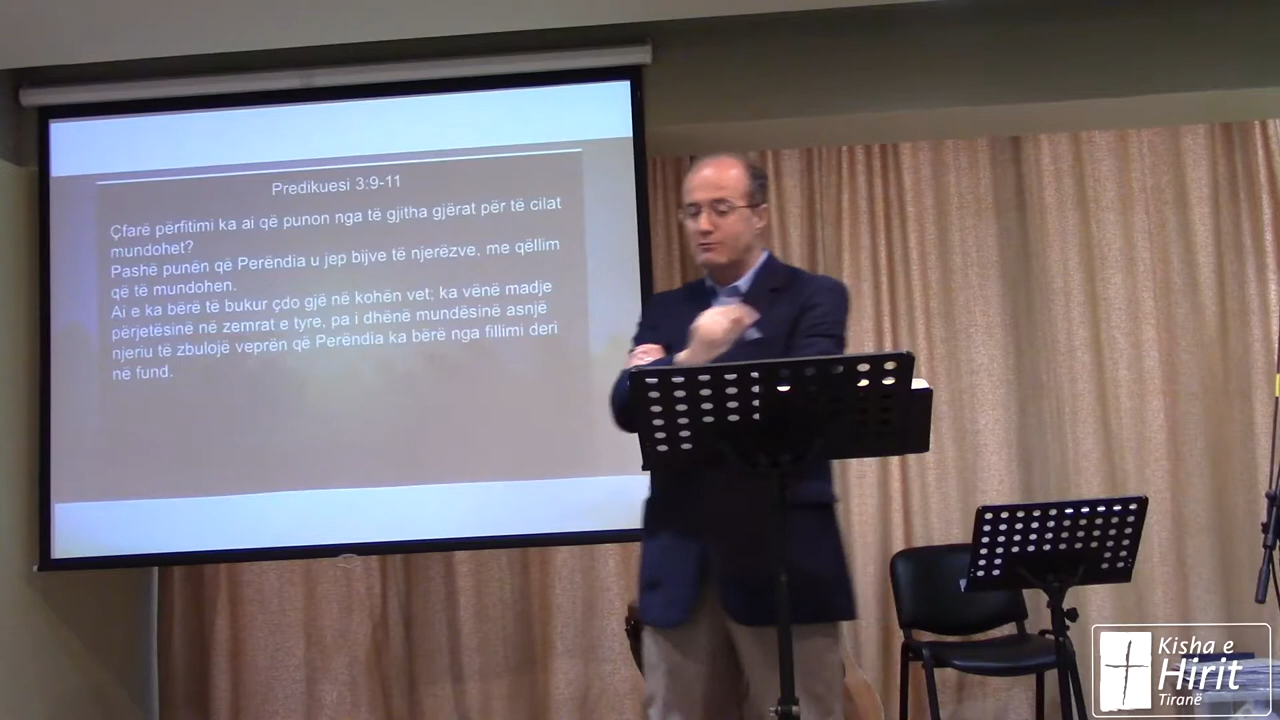 Predikuesi 3:9-11
Çfarë përfitimi ka ai që punon nga të gjitha gjërat për të cilat
mundohet?
Pashë punën që Perëndia u jep bijve të njerëzve, me qëllim
që të mundohen.
Ai e ka bërë të bukur çdo gjë në kohën vet; ka vënë madje
përjetësinë në zemrat e tyre, pa i dhënë mundësinë asnjë
njeriu të zbulojë veprën që Perëndia ka bërë nga fillimi deri
në fund.
Kisha e
Hirit
Tiranë